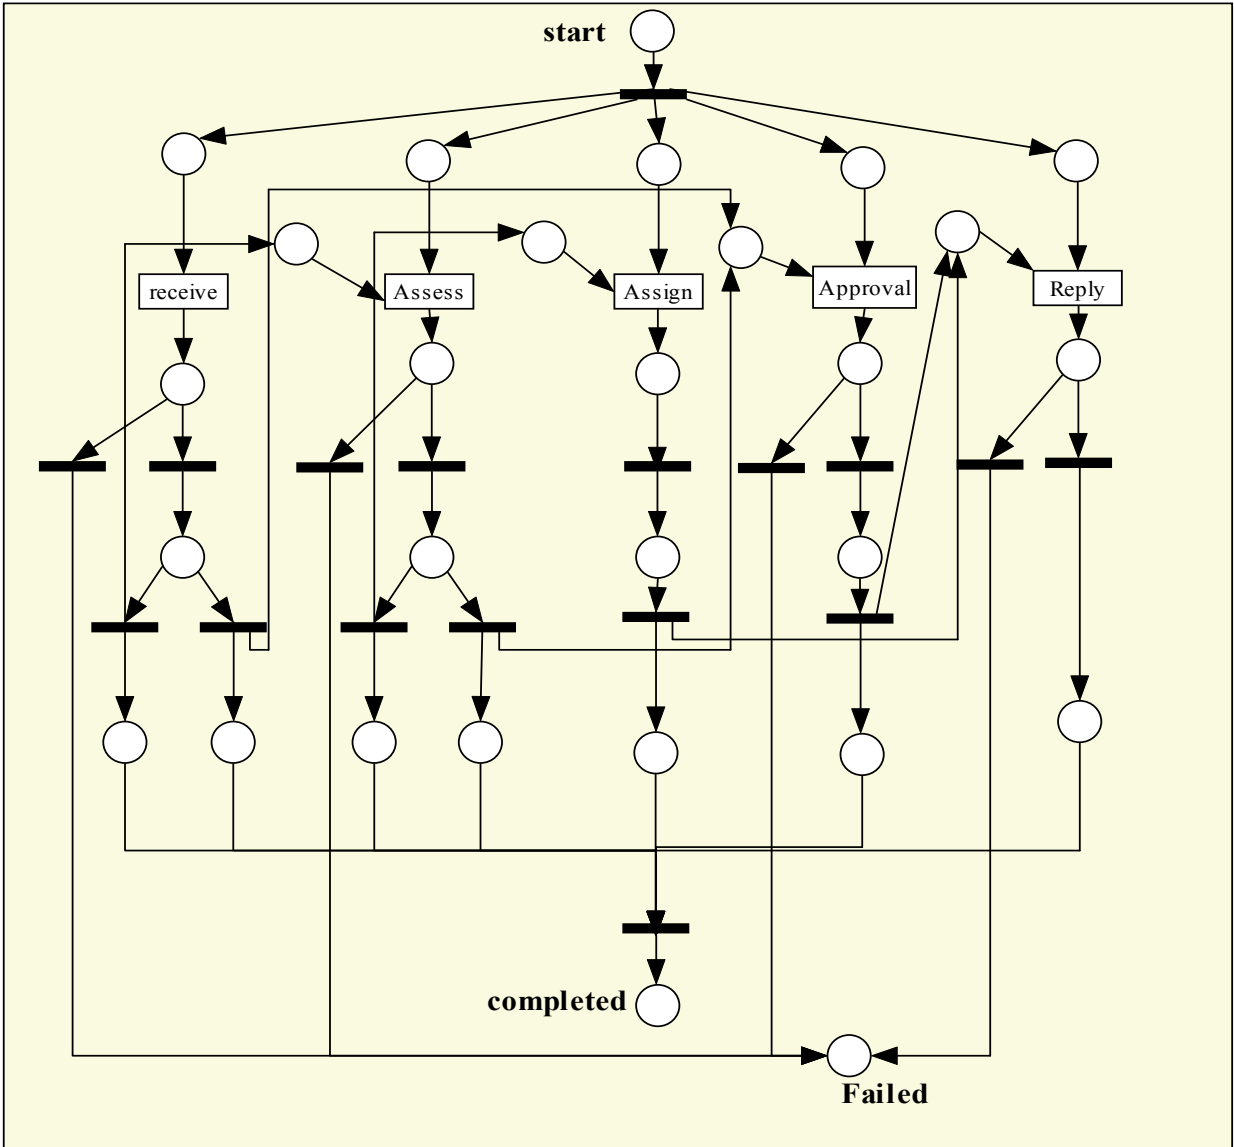 start
receive
Assess
Assign
Approval
Reply
completed
Failed